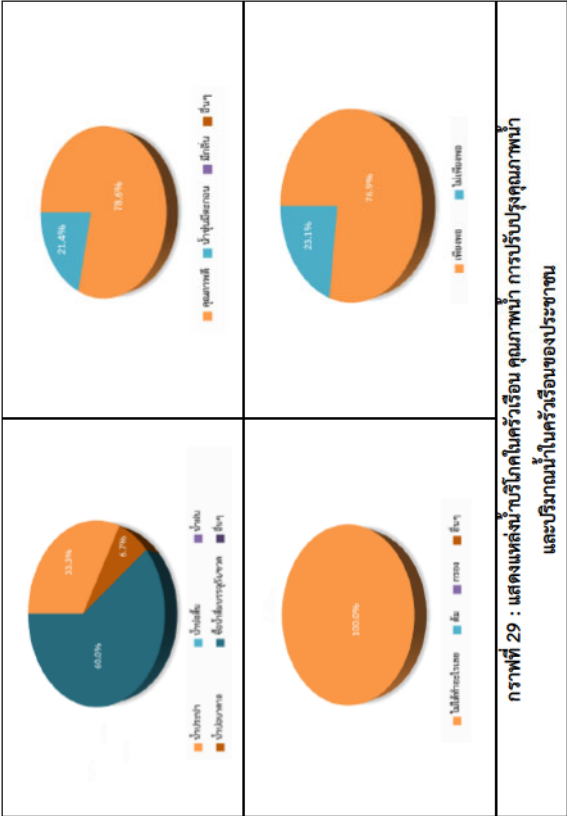 33.3%
6.7%
60.0%
น้ำประปา น้ำบ่อตื้น น้ำฝน
น้ำบ่อบาดาล ซื้อน้ำดื่มบรรจุถัง/ขวด อื่นๆ
21.4%
78.6%
คุณภาพดี น้ำขุ่นมีตะกอน มีกลิ่น อื่นๆ
100.0%
ไม่ได้ทำอะไรเลย ต้ม กรอง อื่นๆ
23.1%
76.9%
เพียงพอ ไม่เพียงพอ
กราฟที่ 29 : แสดงแหล่งน้ำบริโภคในครัวเรือน คุณภาพน้ำ การปรับปรุงคุณภาพน้ำ
และปริมาณน้ำในครัวเรือนของประชาชน